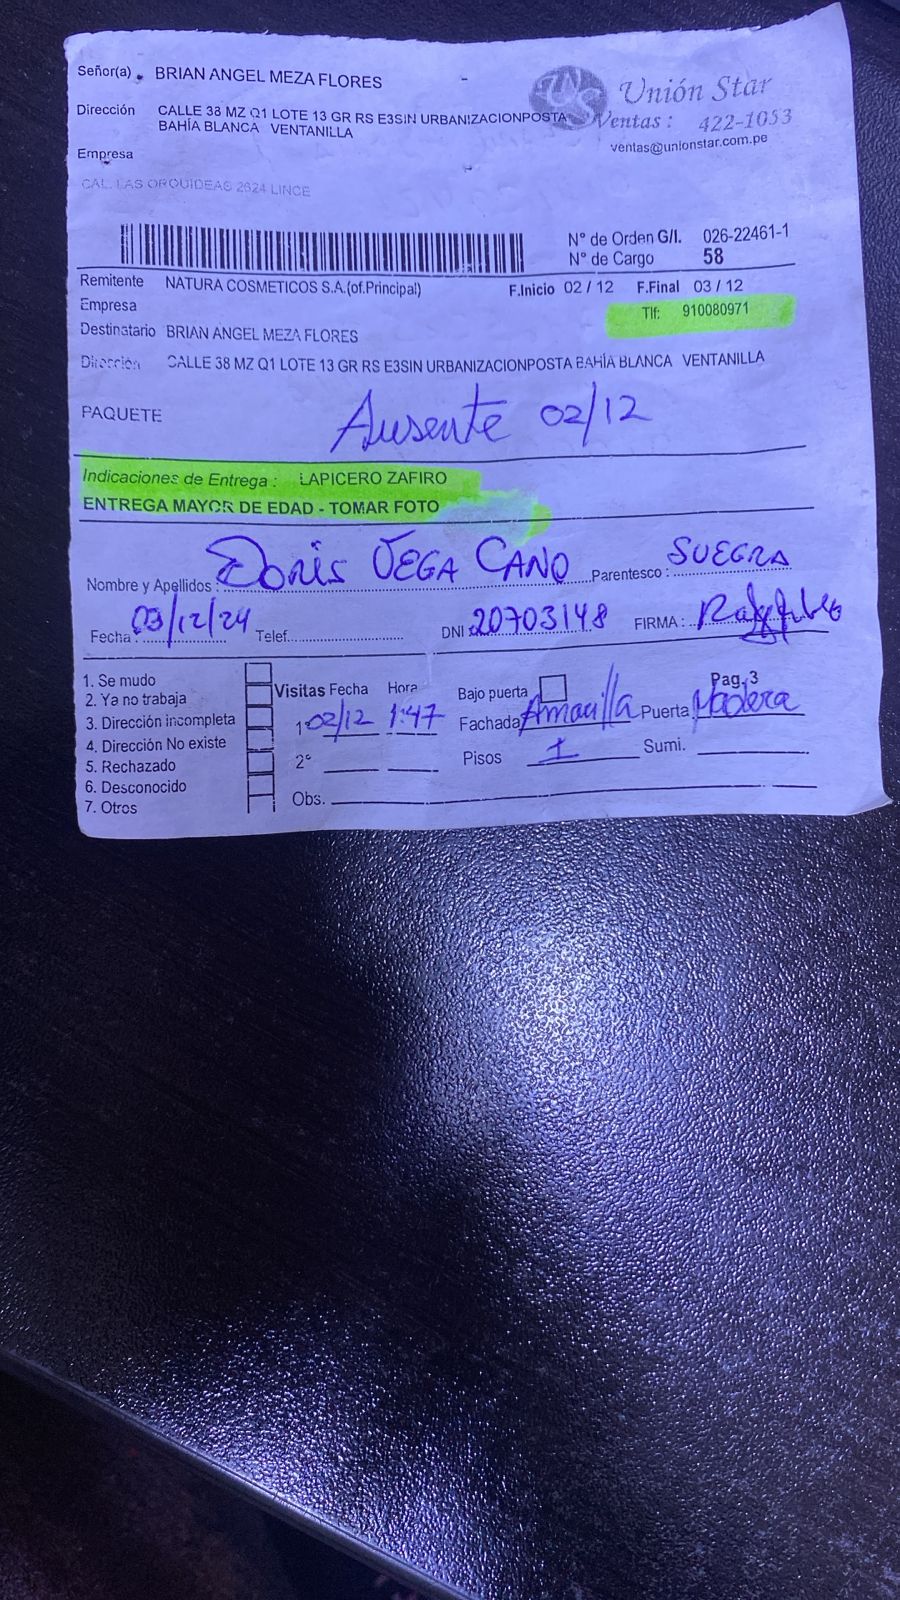 Señor(a) . BRIAN ANGEL MEZA FLORES
Unión Star
Dirección CALLE 38 MZ Q1 LOTE 13 GR RS E3SIN URBANIZACIONPOSTA
BAHÍA BLANCA VENTANILLA
Ventas : 422-1053
ventas@unionstar.com.pe
Empresa
CAL. LAS ORQUIDEAS 2624 LINCE
N° de Orden G/I. 026-22461-1
N° de Cargo 58
Remitente NATURA COSMETICOS S.A.(of.Principal) F.Inicio 02 / 12 F.Final 03 / 12
Empresa Tlf: 910080971
Destinatario BRIAN ANGEL MEZA FLORES
Dirección CALLE 38 MZ Q1 LOTE 13 GR RS E3SIN URBANIZACIONPOSTA BAHÍA BLANCA VENTANILLA
PAQUETE Ausente 02/12
Indicaciones de Entrega : LAPICERO ZAFIRO
ENTREGA MAYOR DE EDAD - TOMAR FOTO
Nombre y Apellidos: Doris VEGA CANO Parentesco : SUEGRA
Fecha: 03/12/24 Telef. DNI 20703148 FIRMA:
1. Se mudo
2. Ya no trabaja
3. Dirección incompleta
4. Dirección No existe
5. Rechazado
6. Desconocido
7. Otros
Visitas Fecha Hora
1° 02/12 1:47
2°
Obs.
Bajo puerta Pag.3
Fachada Amarilla Puerta Madera
Pisos 1 Sumi.